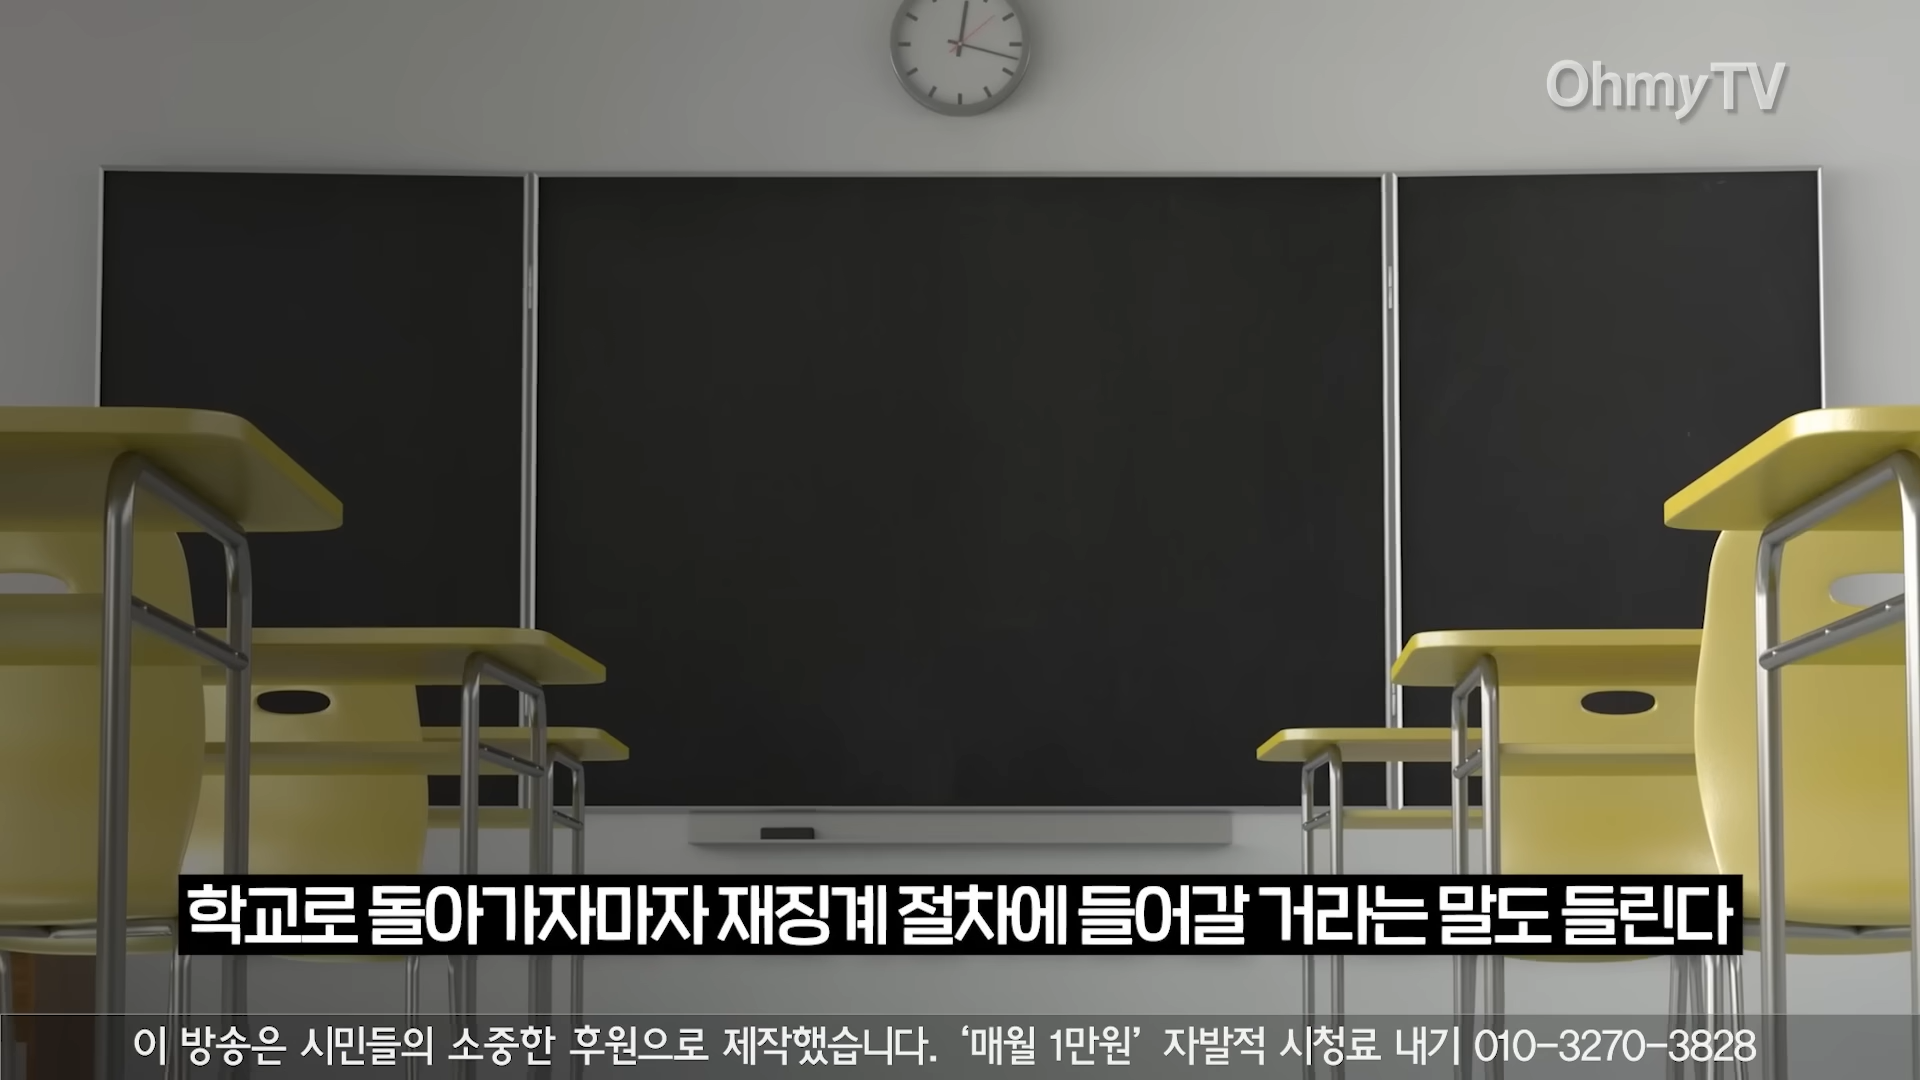 OhmyTV
학교로 돌아가자마자 재징계 절차에 들어갈 거라는 말도 들린다
이 방송은 시민들의 소중한 후원으로 제작했습니다. ‘매월 1만원’ 자발적 시청료 내기 010-3270-3828